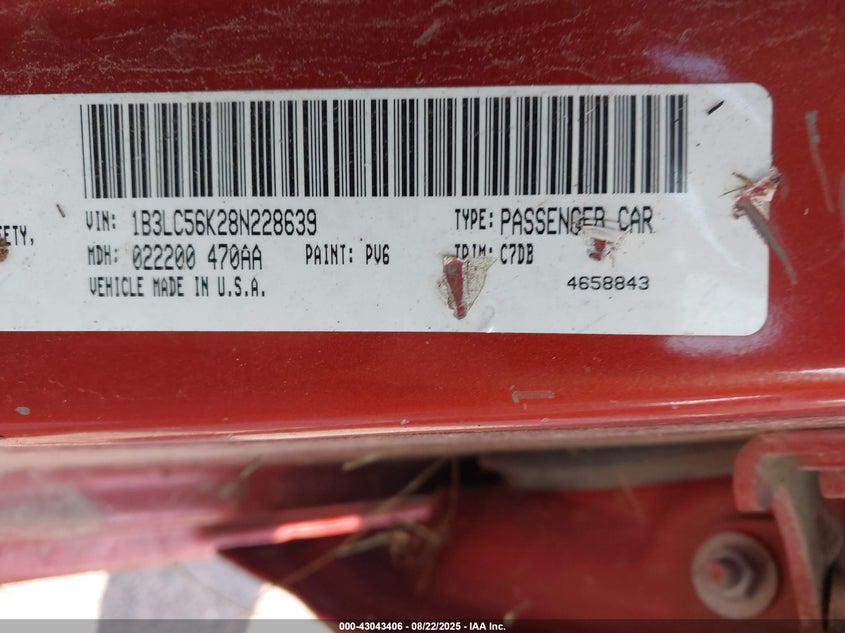 VIN: 1B3LC56K28N228639 TYPE: PASSENGER CAR
ETY,
MDH: 022200 470AA PAINT: PV6 TRIM: C7DB
VEHICLE MADE IN U.S.A. 4658843
000-43043406 - 08/22/2025 - IAA Inc.